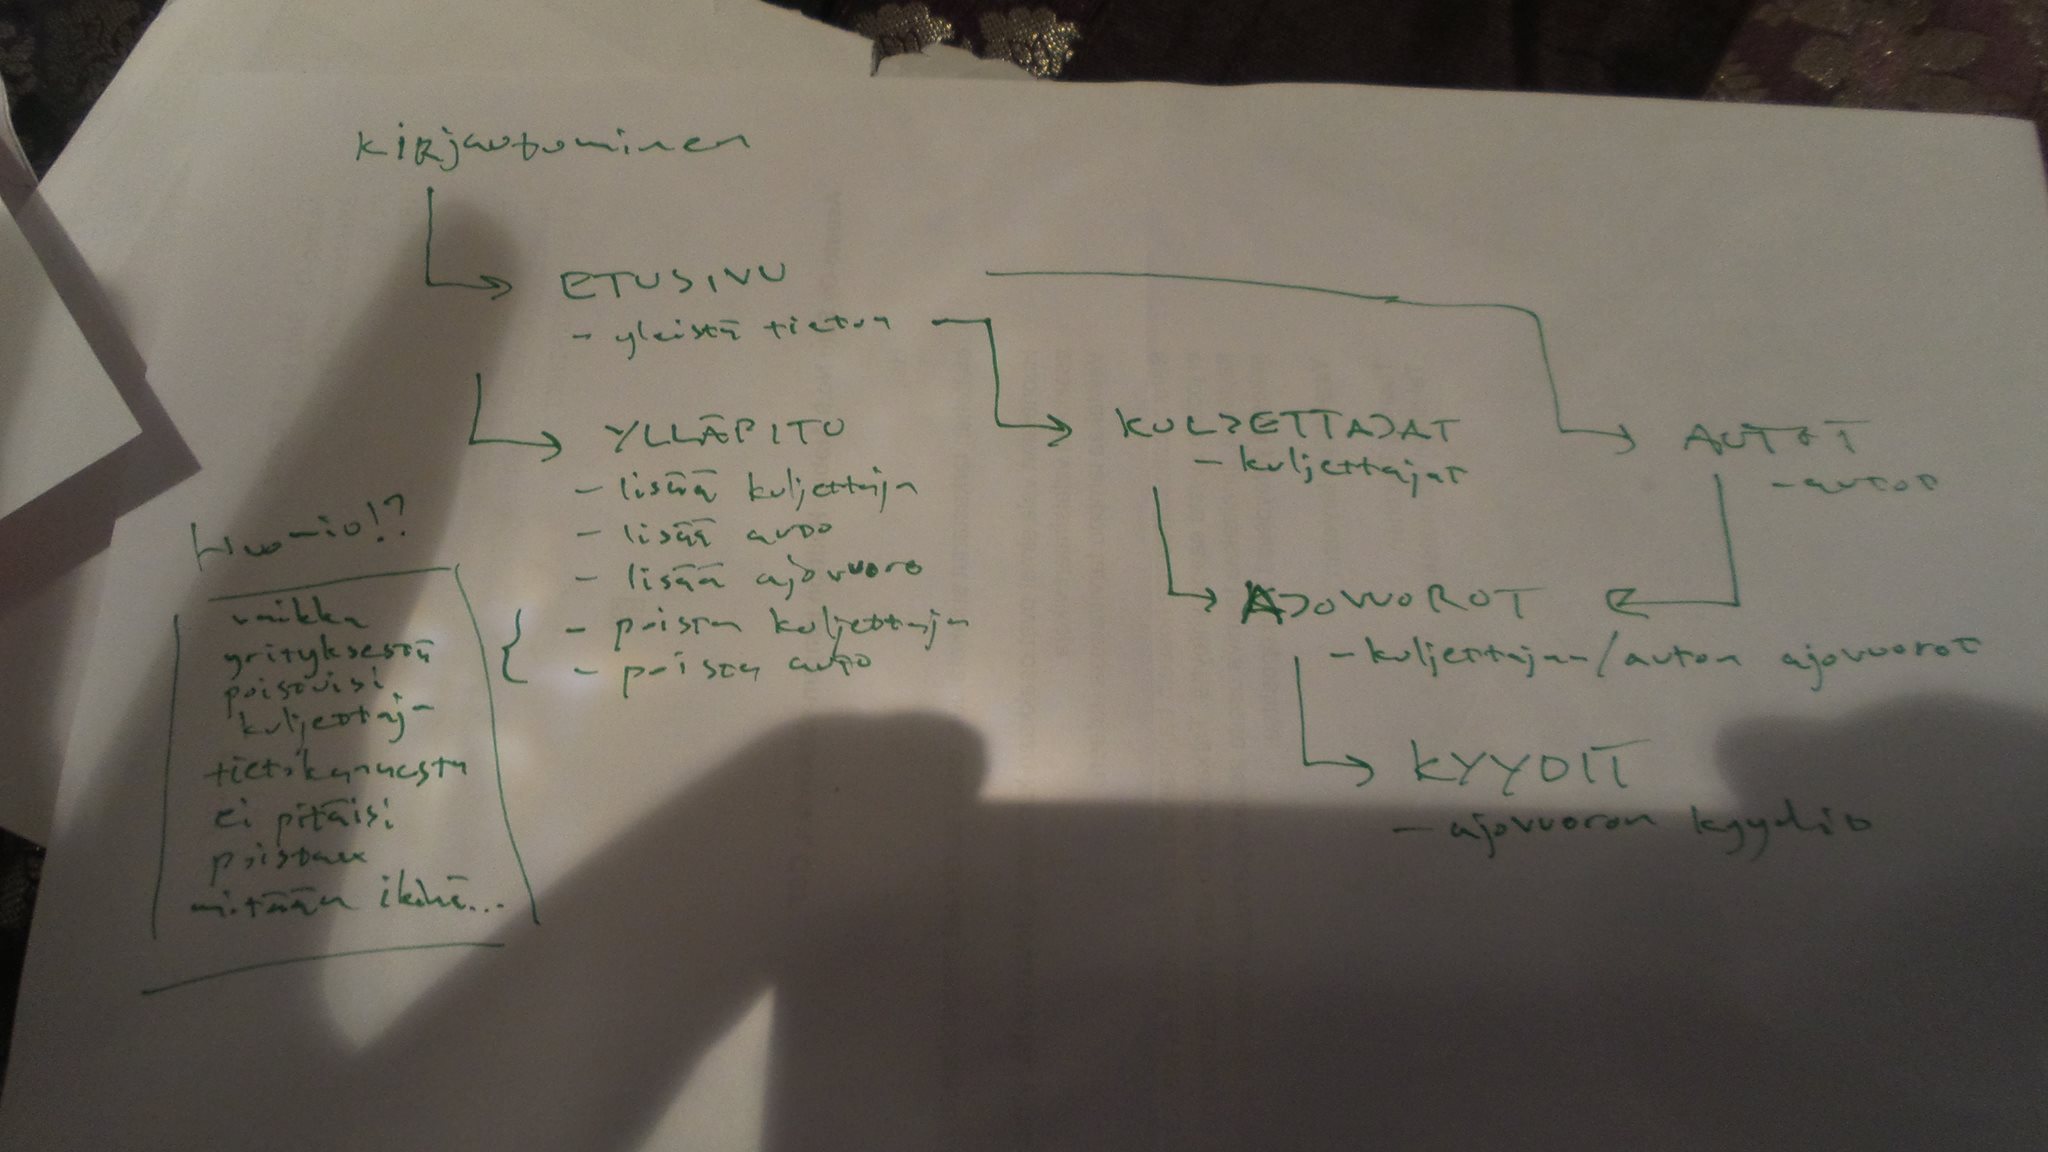 kirjautuminen
ETUSIVU
- yleistä tietoa
YLLÄPITO
- lisää kuljettaja
- lisää auto
- lisää ajovuoro
- poista kuljettaja
- poista auto
KULJETTAJAT
- kuljettajat
AUTOT
- autot
AJOVUOROT
- kuljettajan/auton ajovuorot
KYYDIT
- ajovuoron kyydit
Huomio!?
vaikka
yrityksestä
poistuisi
kuljettaja
tietokannasta
ei pitäisi
poistaa
mitään ikinä...